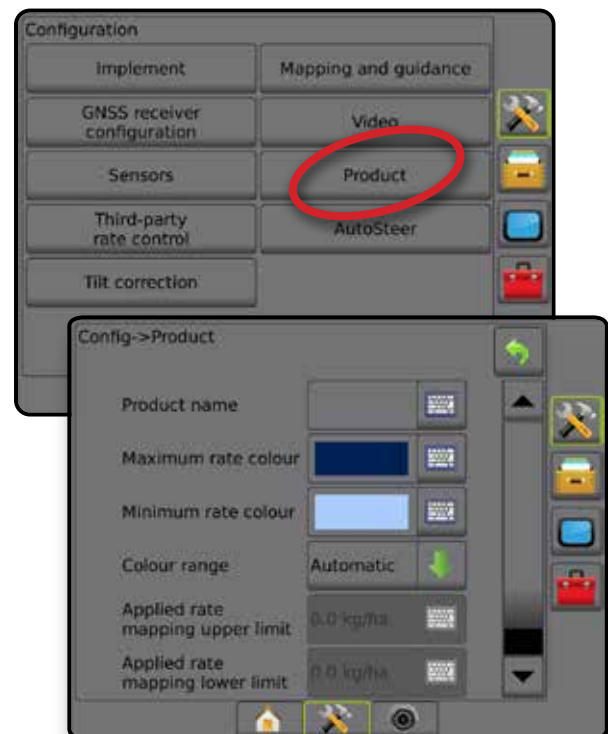 Configuration
Implement
Mapping and guidance
GNSS receiver
configuration
Video
Sensors
Product
Third-party
rate control
AutoSteer
Tilt correction
Config->Product
Product name
Maximum rate colour
Minimum rate colour
Colour range
Automatic
Applied rate
mapping upper limit
0.0 kg/ha
Applied rate
mapping lower limit
0.0 kg/ha